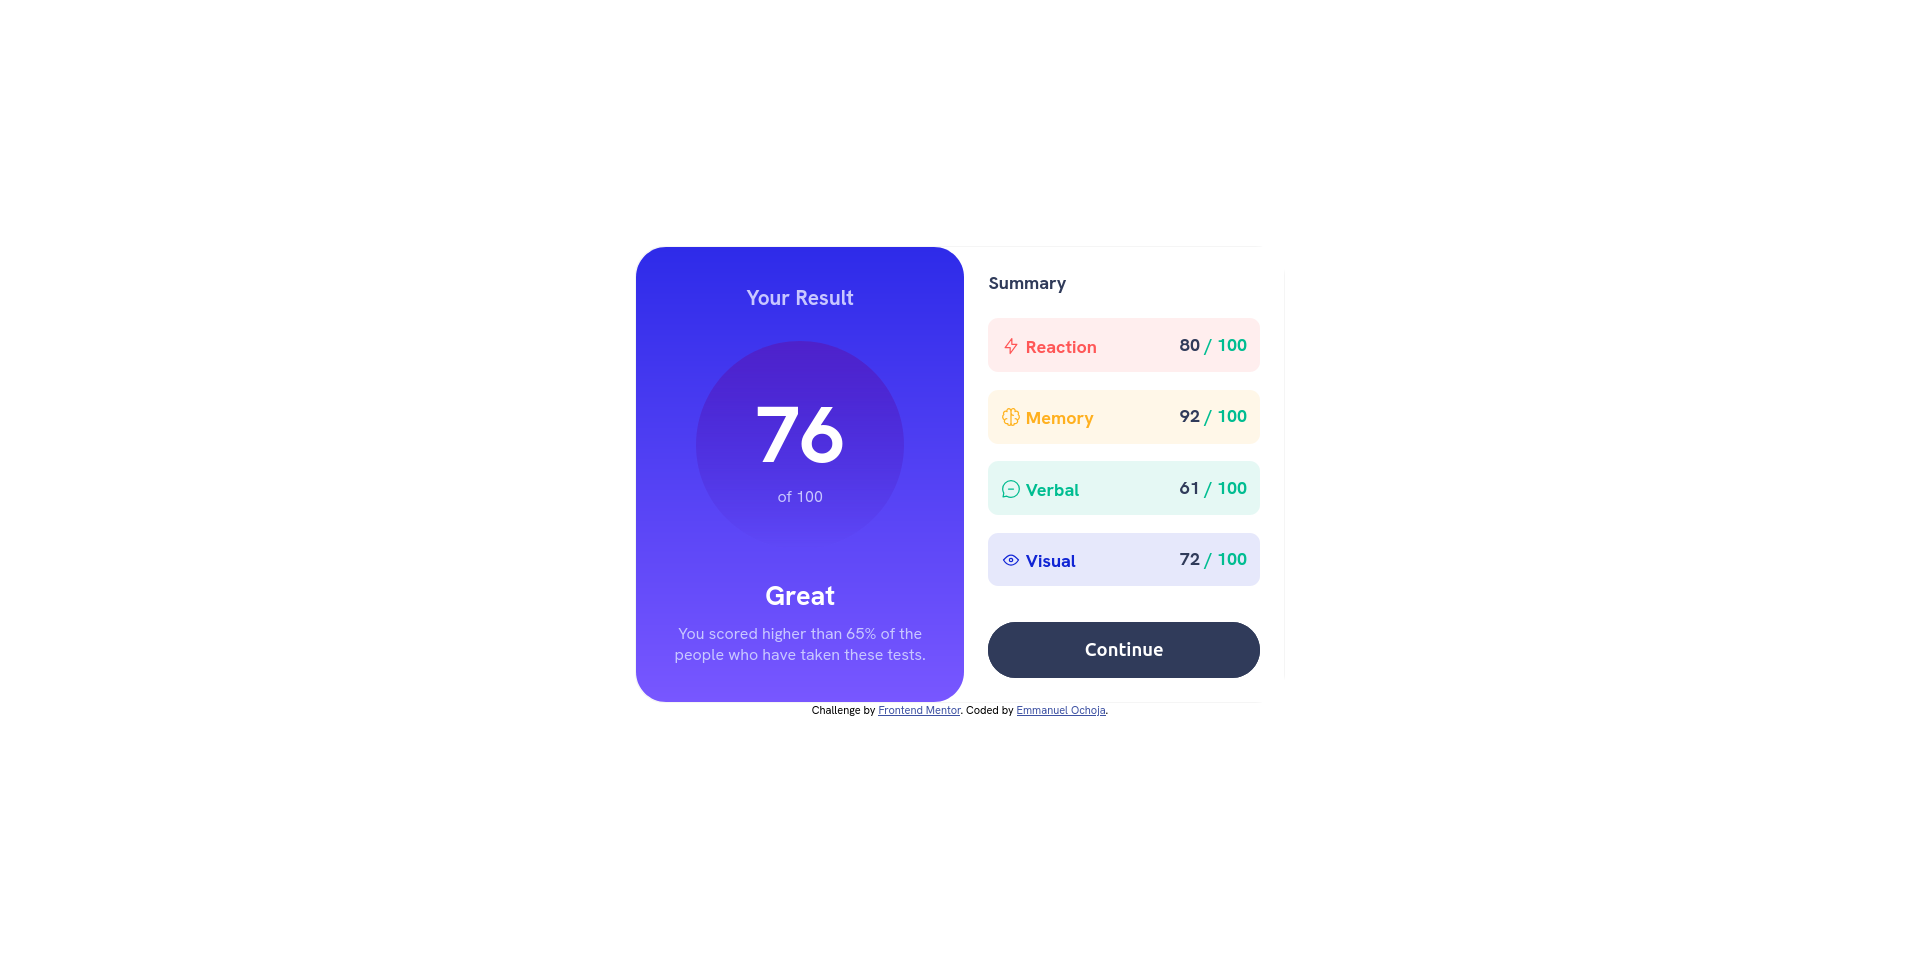 Your Result
76
of 100
Great
You scored higher than 65% of the
people who have taken these tests.
Summary
Reaction 80 / 100
Memory 92 / 100
Verbal 61 / 100
Visual 72 / 100
Continue
Challenge by Frontend Mentor. Coded by Emmanuel Ochoja.